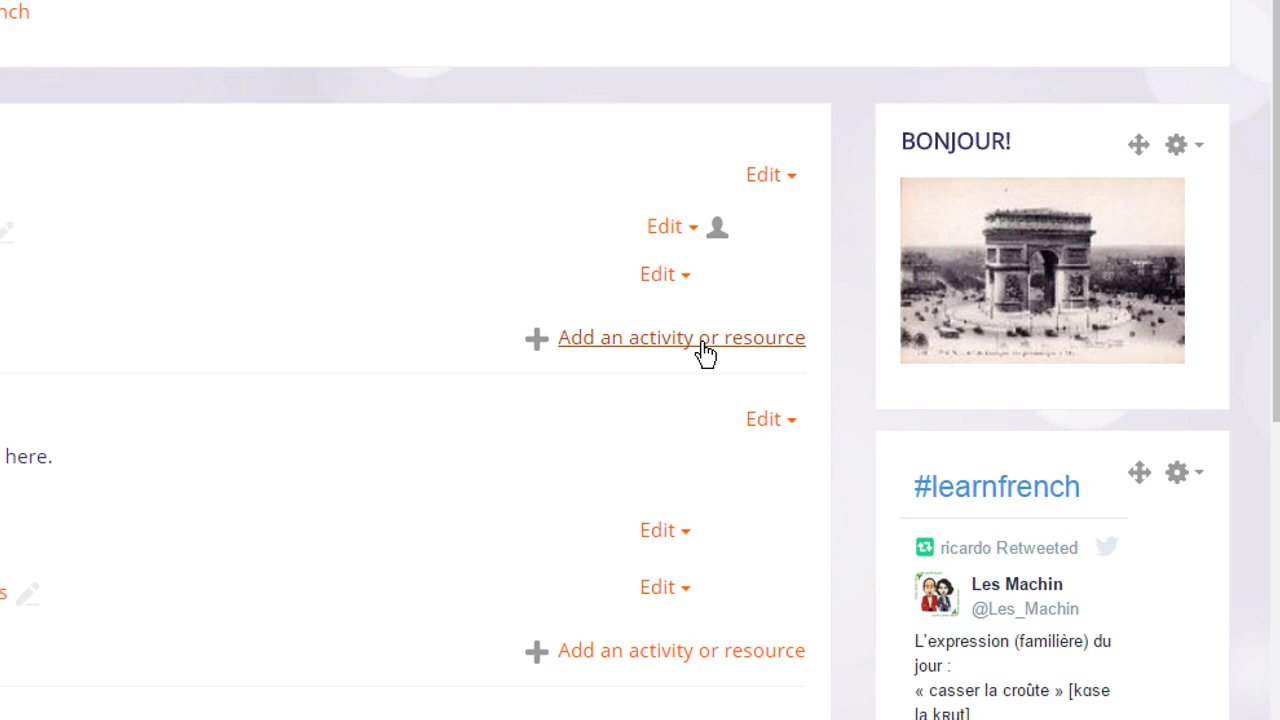 nch
Edit
Edit
Edit
Add an activity or resource
Edit
here.
Edit
s
Edit
Add an activity or resource
BONJOUR!
#learnfrench
ricardo Retweeted
Les Machin
@Les_Machin
L'expression (familière) du
jour :
« casser la croûte » [kɑse
la kʀut]